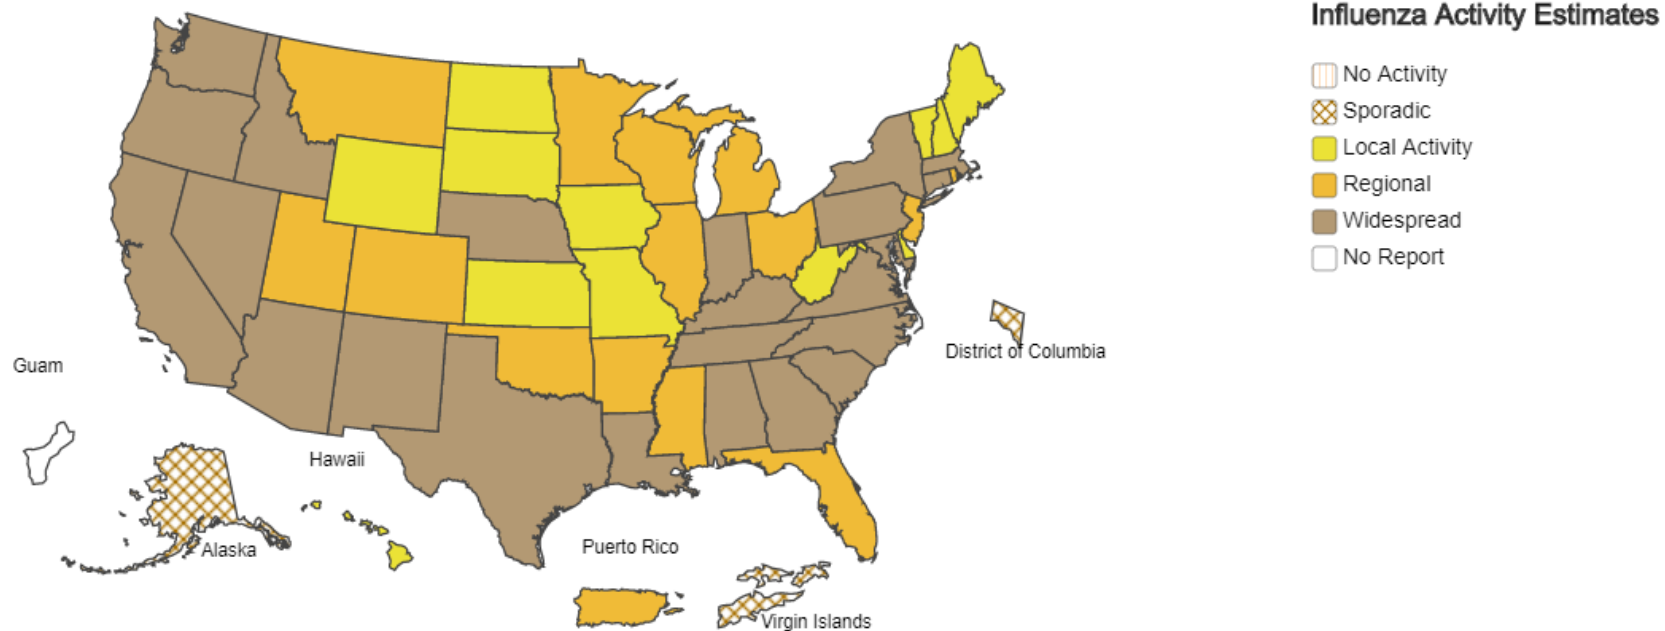 Influenza Activity Estimates
No Activity
Sporadic
Local Activity
Regional
Widespread
No Report
District of Columbia
Guam
Hawaii
Alaska
Puerto Rico
Virgin Islands